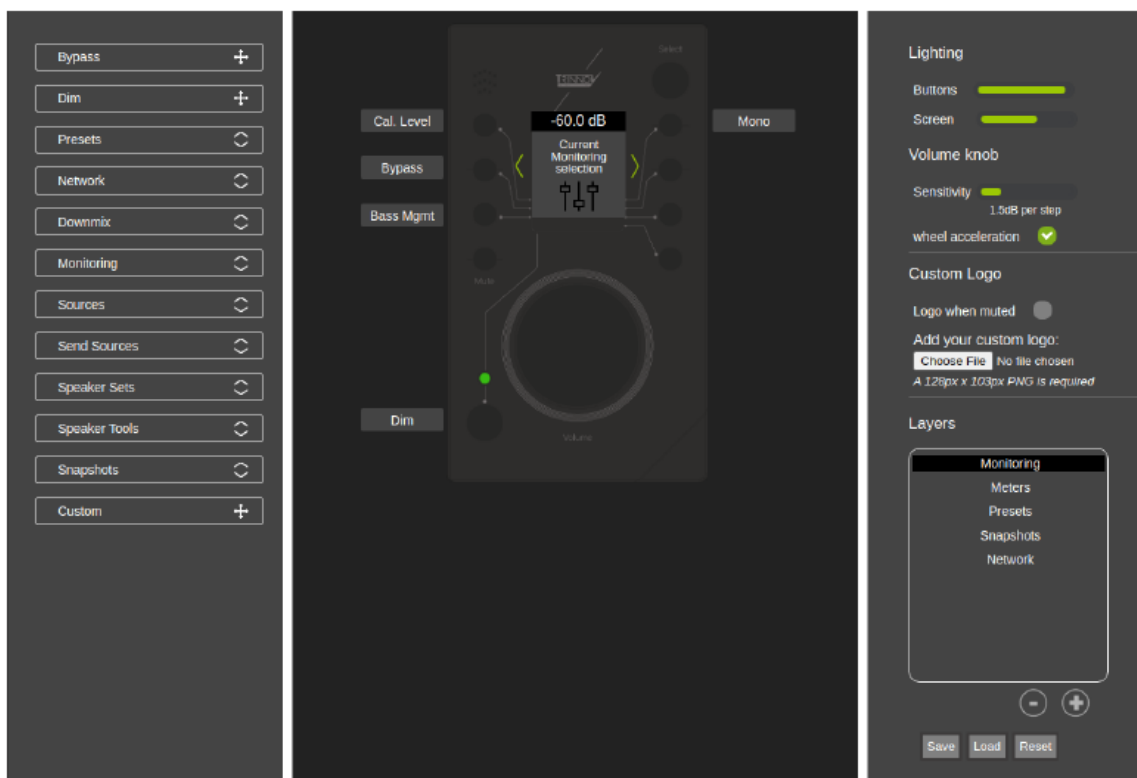 Bypass
Dim
Presets
Network
Downmix
Monitoring
Sources
Send Sources
Speaker Sets
Speaker Tools
Snapshots
Custom
Select
TRINNOV
Cal. Level
-60.0 dB
Mono
Current
Monitoring
selection
Bypass
Bass Mgmt
Mute
Dim
Volume
Lighting
Buttons
Screen
Volume knob
Sensitivity
1.5dB per step
wheel acceleration
Custom Logo
Logo when muted
Add your custom logo:
Choose File No file chosen
A 128px x 103px PNG is required
Layers
Monitoring
Meters
Presets
Snapshots
Network
Save Load Reset